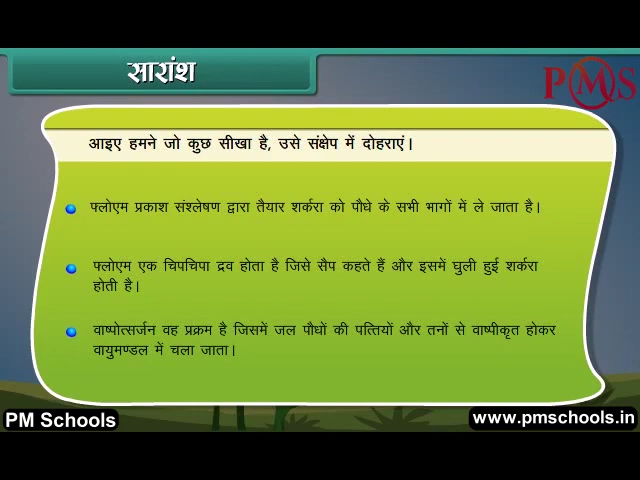 सारांश
PMS
आइए हमने जो कुछ सीखा है, उसे संक्षेप में दोहराएं।
फ्लोएम प्रकाश संश्लेषण द्वारा तैयार शर्करा को पौधे के सभी भागों में ले जाता है।
फ्लोएम एक चिपचिपा द्रव होता है जिसे सैप कहते हैं और इसमें घुली हुई शर्करा
होती है।
वाष्पोत्सर्जन वह प्रक्रम है जिसमें जल पौधों की पत्तियों और तनों से वाष्पीकृत होकर
वायुमण्डल में चला जाता।
PM Schools
www.pmschools.in